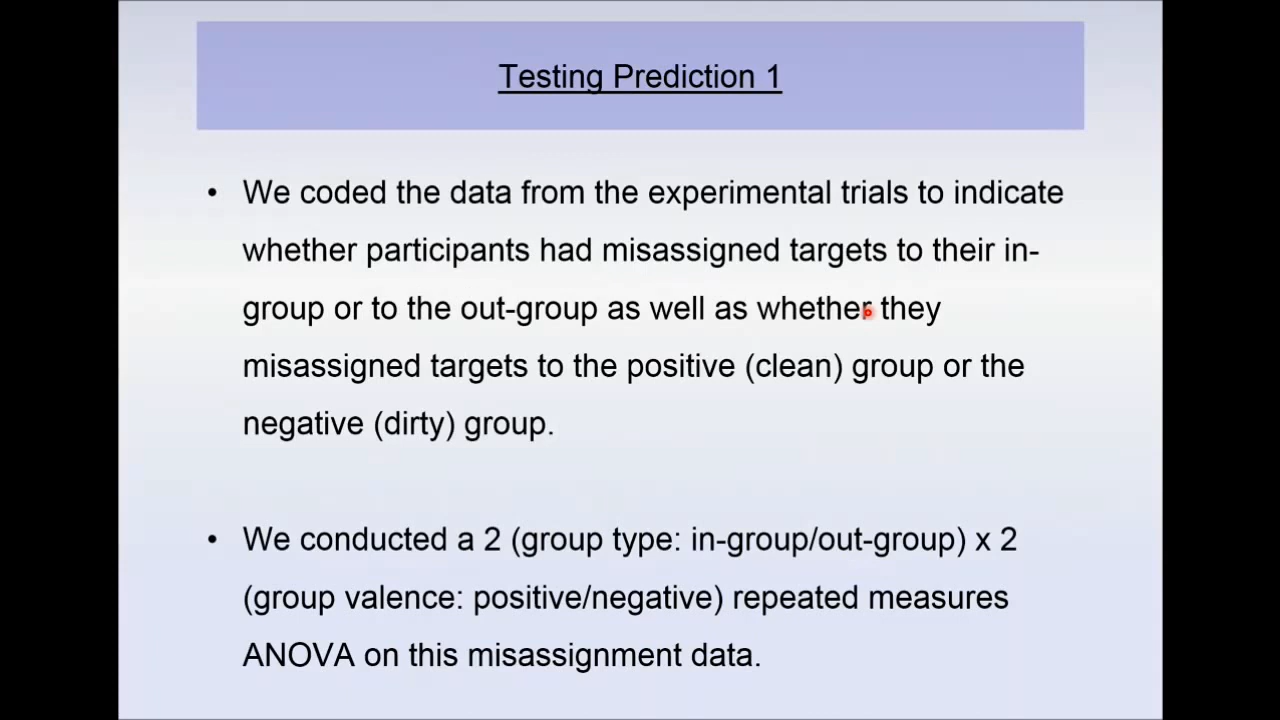 Testing Prediction 1
• We coded the data from the experimental trials to indicate
whether participants had misassigned targets to their in-
group or to the out-group as well as whether they
misassigned targets to the positive (clean) group or the
negative (dirty) group.
• We conducted a 2 (group type: in-group/out-group) x 2
(group valence: positive/negative) repeated measures
ANOVA on this misassignment data.